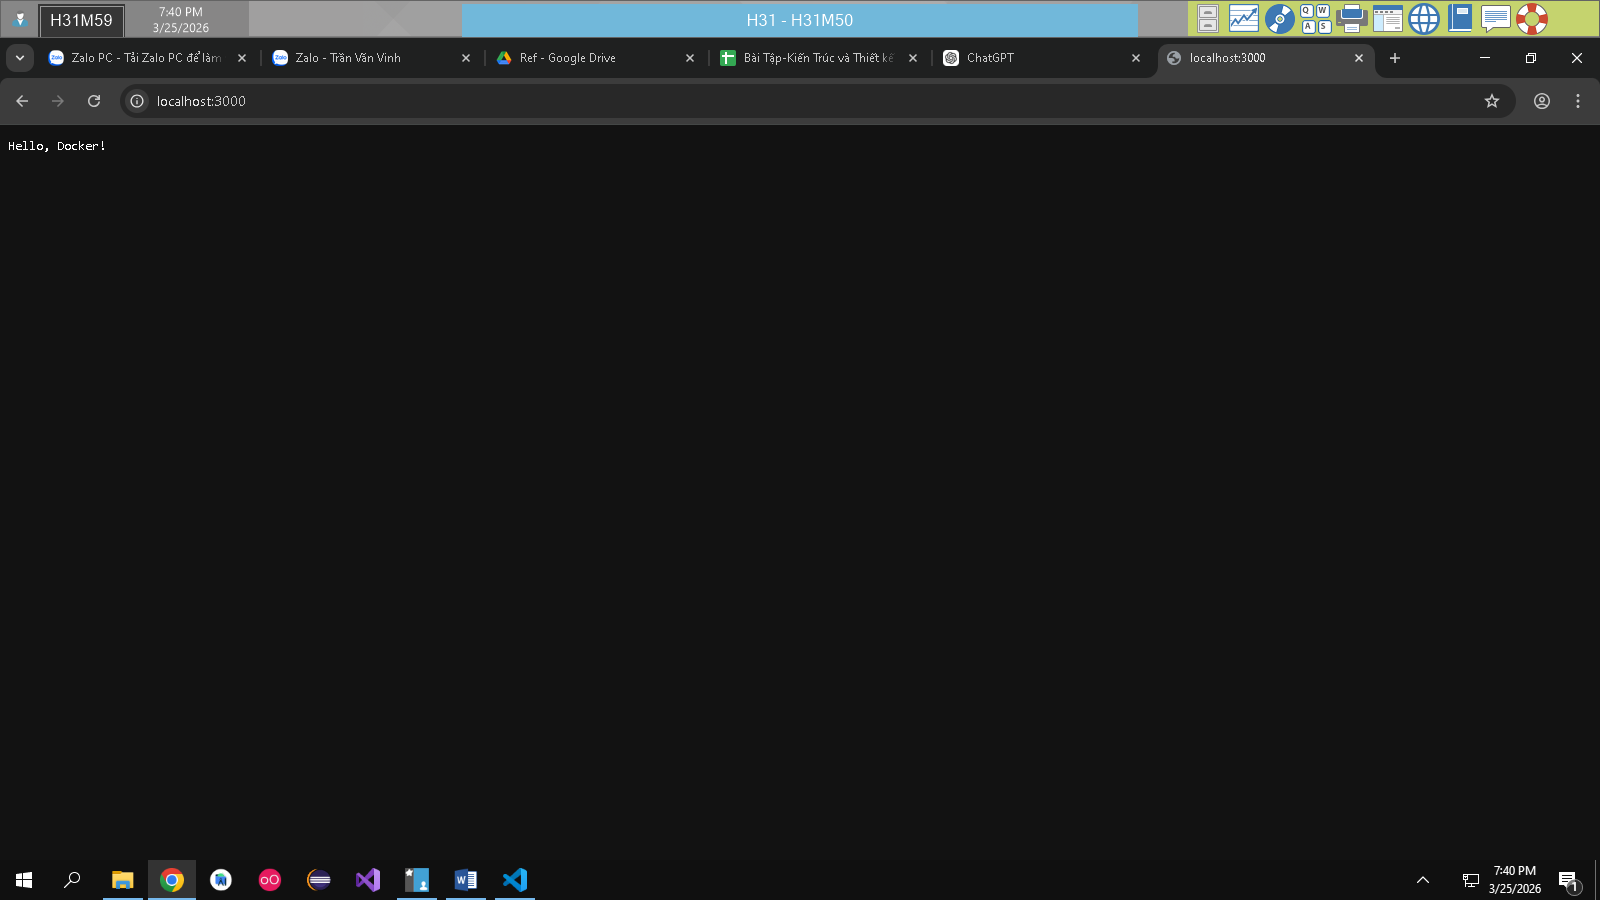 H31M59
7:40 PM
3/25/2026
H31 - H31M50
Q W
A S
Zalo PC - Tải Zalo PC để làm
Zalo - Trần Văn Vinh
Ref - Google Drive
Bài Tập-Kiến Trúc và Thiết kế
ChatGPT
localhost:3000
localhost:3000
Hello, Docker!
7:40 PM
3/25/2026
1